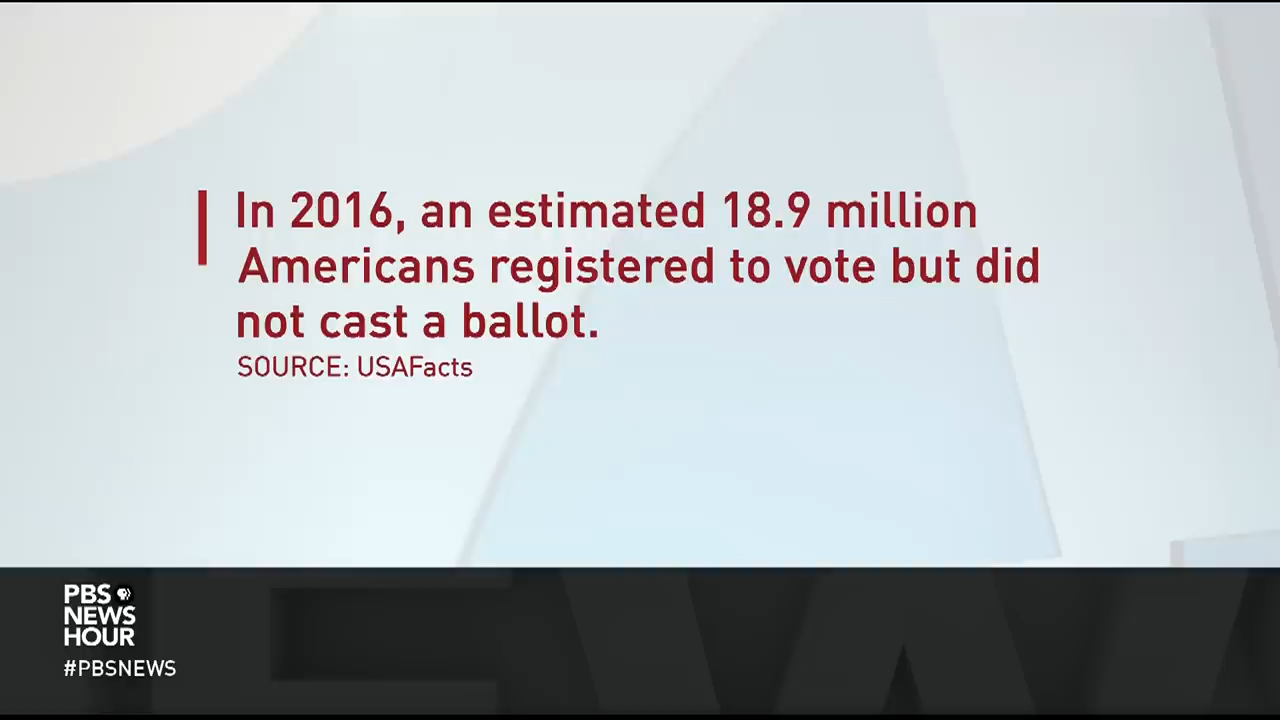 In 2016, an estimated 18.9 million
Americans registered to vote but did
not cast a ballot.
SOURCE: USAFacts
PBS
NEWS
HOUR
#PBSNEWS